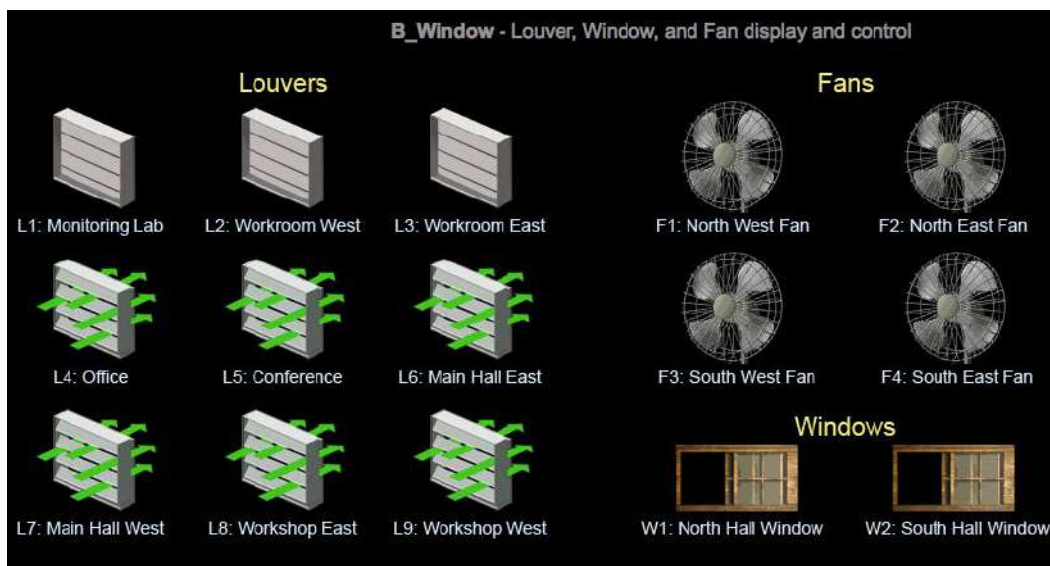 B_Window - Louver, Window, and Fan display and control
Louvers
Fans
L1: Monitoring Lab
L2: Workroom West
L3: Workroom East
F1: North West Fan
F2: North East Fan
L4: Office
L5: Conference
L6: Main Hall East
F3: South West Fan
F4: South East Fan
Windows
L7: Main Hall West
L8: Workshop East
L9: Workshop West
W1: North Hall Window
W2: South Hall Window